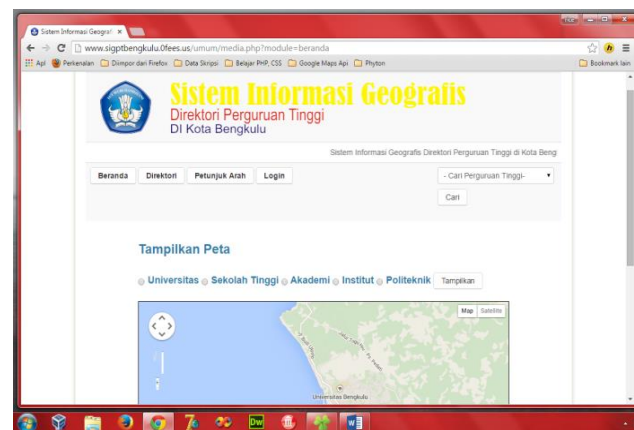 Sistem Informasi Geografi
www.sigptbengkulu.0fees.us/umum/media.php?module=beranda
Apl Perkenalan Diimpor dari Firefox Data Skripsi Belajar PHP, CSS Google Maps Api Phyton Bookmark lain
Sistem Informasi Geografis
Direktori Perguruan Tinggi
DI Kota Bengkulu
Sistem Informasi Geografis Direktori Perguruan Tinggi di Kota Beng
Beranda Direktori Petunjuk Arah Login - Cari Perguruan Tinggi-
Cari
Tampilkan Peta
Universitas Sekolah Tinggi Akademi Institut Politeknik Tampilkan
Map Satellite
Universitas Bengkulu
Dw